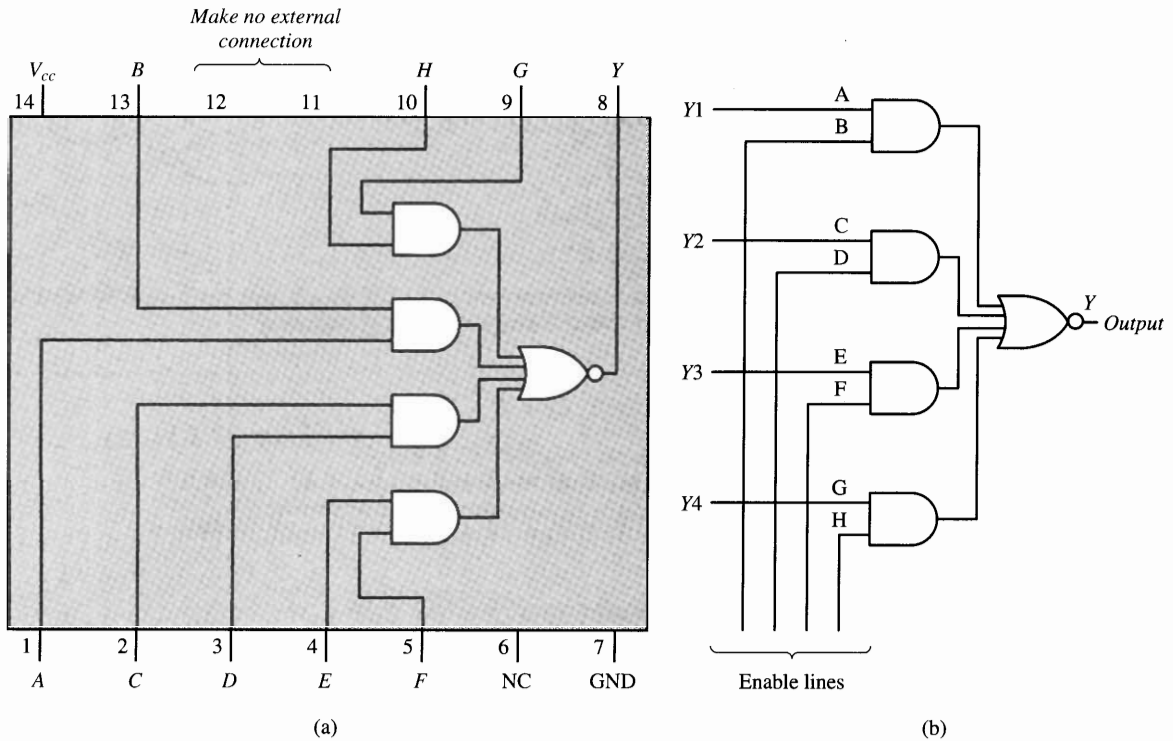 Make no external
connection
V_cc B H G Y
14 13 12 11 10 9 8
1 2 3 4 5 6 7
A C D E F NC GND
(a)
Y1 A
B
Y2 C
D
Y
Output
Y3 E
F
Y4 G
H
Enable lines
(b)